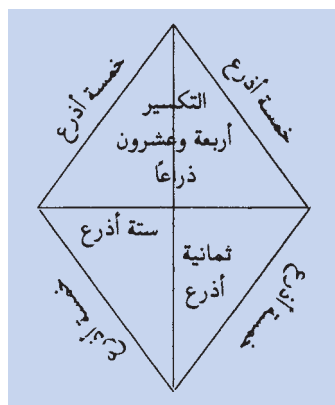 خمسة أذرع
خمسة أذرع
التكسير
أربعة وعشرون
ذراعًا
ستة أذرع
ثمانية
أذرع
خمسة أذرع
خمسة أذرع